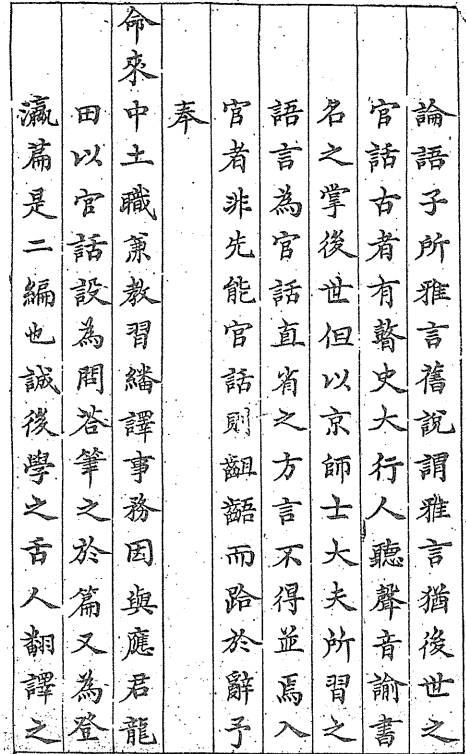 論語子所雅言舊說謂雅言猶後世之
官話古者有瞽史大行人聽聲音諭書
名之掌後世但以京師士大夫所習之
語言為官話直省之方言不得並焉入
官者非先能官話則齟齬而跲於辭予
奉
命來中土職兼教習繙譯事務因與應君龍
田以官話設為問荅筆之於篇又為登
瀛篇是二編也誠後學之舌人翻譯之